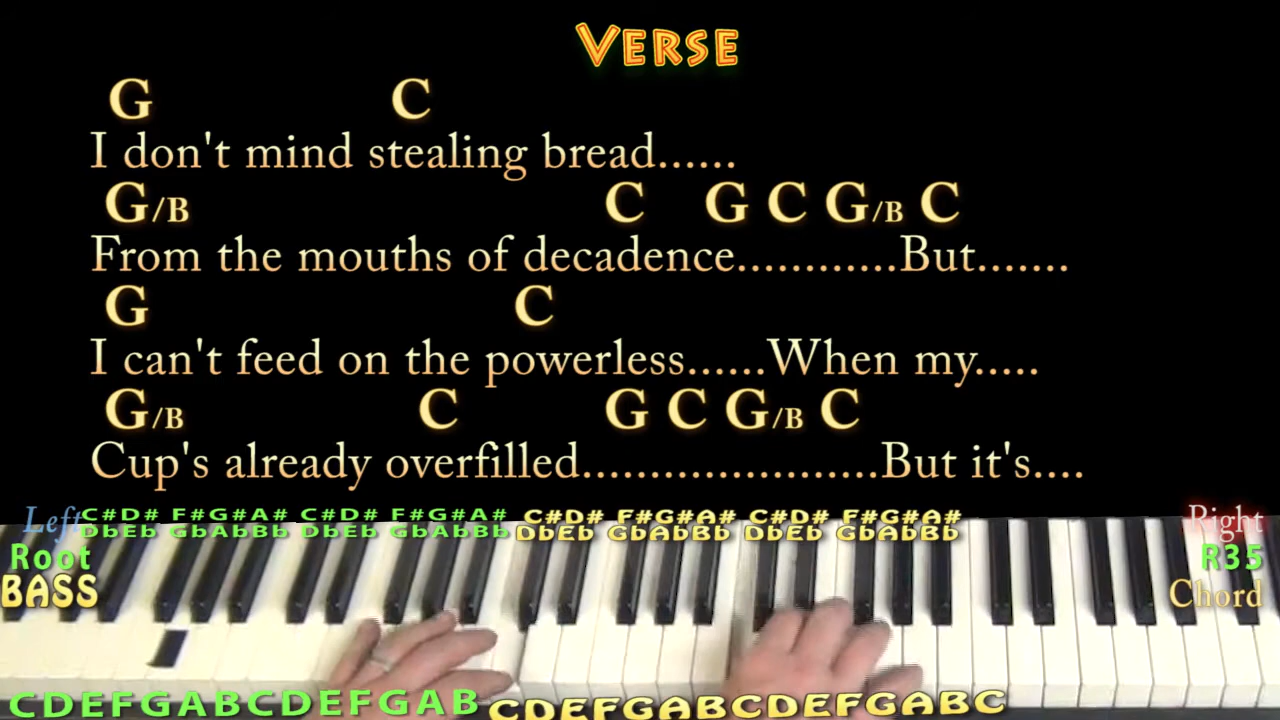 VERSE
G C
I don't mind stealing bread......
G/B C G C G/B C
From the mouths of decadence............But.......
G C
I can't feed on the powerless......When my.....
G/B C G C G/B C
Cup's already overfilled.....................But it's....
Left C#D# F#G#A# C#D# F#G#A# C#D# F#G#A# C#D# F#G#A# Right
DbEb GbAbBb DbEb GbAbBb DbEb GbAbBb DbEb GbAbBb
Root R35
BASS Chord
CDEFGABCDEFGAB CDEFGABCDEFGABC